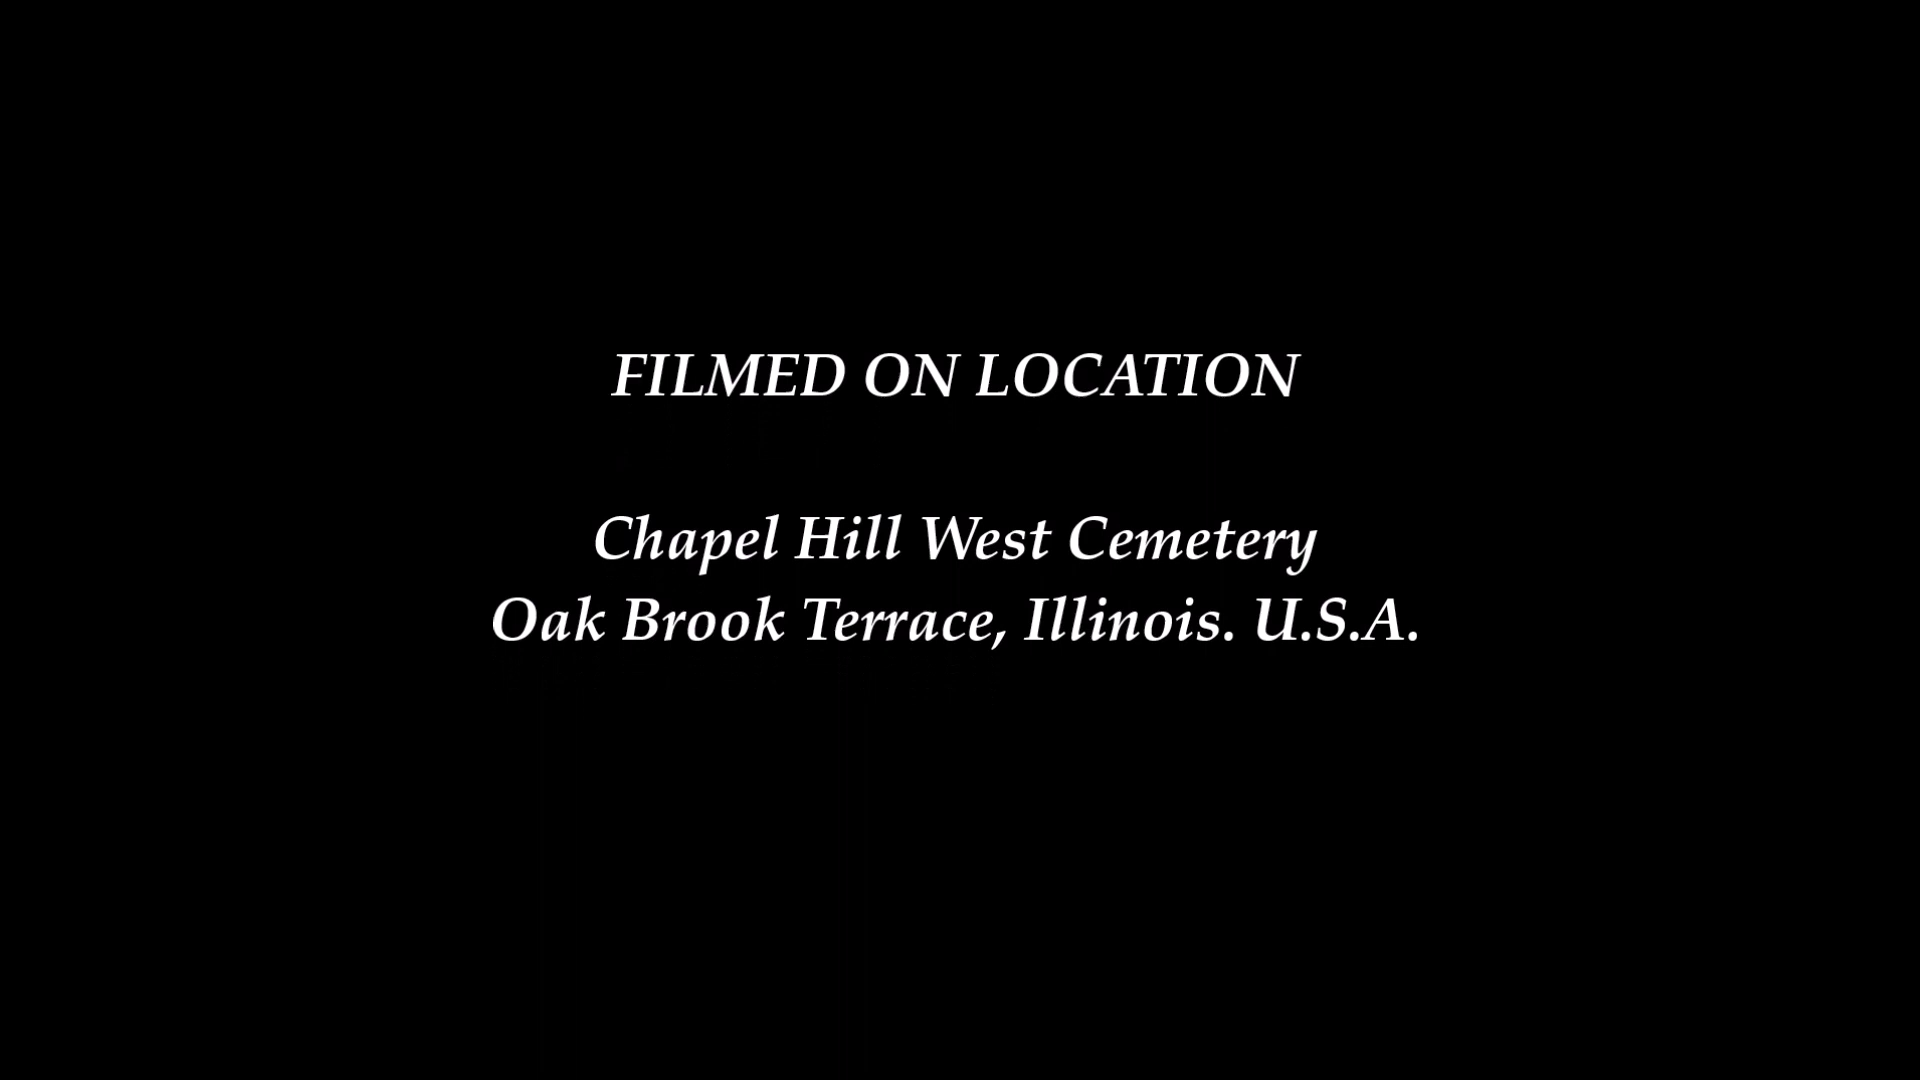 FILMED ON LOCATION
Chapel Hill West Cemetery
Oak Brook Terrace, Illinois. U.S.A.